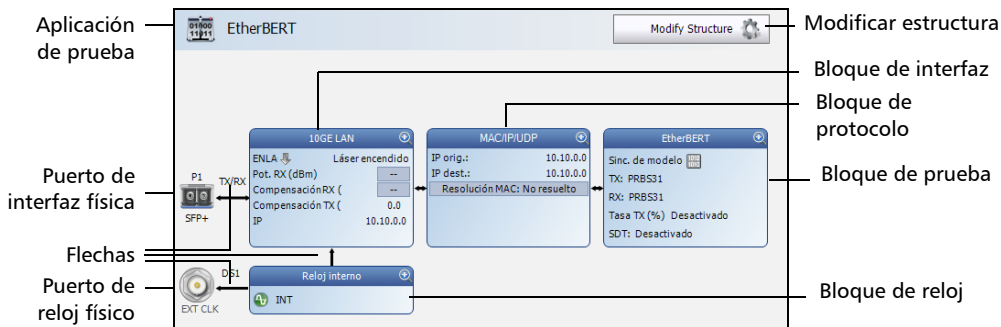 Aplicación
de prueba
01000
11011
EtherBERT
Modify Structure
Modificar estructura
Bloque de interfaz
Bloque de
protocolo
Bloque de prueba
Puerto de
interfaz física
Flechas
Puerto de
reloj físico
Bloque de reloj
P1
TX/RX
SFP+
10GE LAN
ENLA Láser encendido
Pot. RX (dBm) --
Compensación RX ( --
Compensación TX ( 0.0
IP 10.10.0.0
MAC/IP/UDP
IP orig.: 10.10.0.0
IP dest.: 10.10.0.0
Resolución MAC: No resuelto
EtherBERT
Sinc. de modelo
TX: PRBS31
RX: PRBS31
Tasa TX (%) Desactivado
SDT: Desactivado
DS1
EXT CLK
Reloj interno
INT